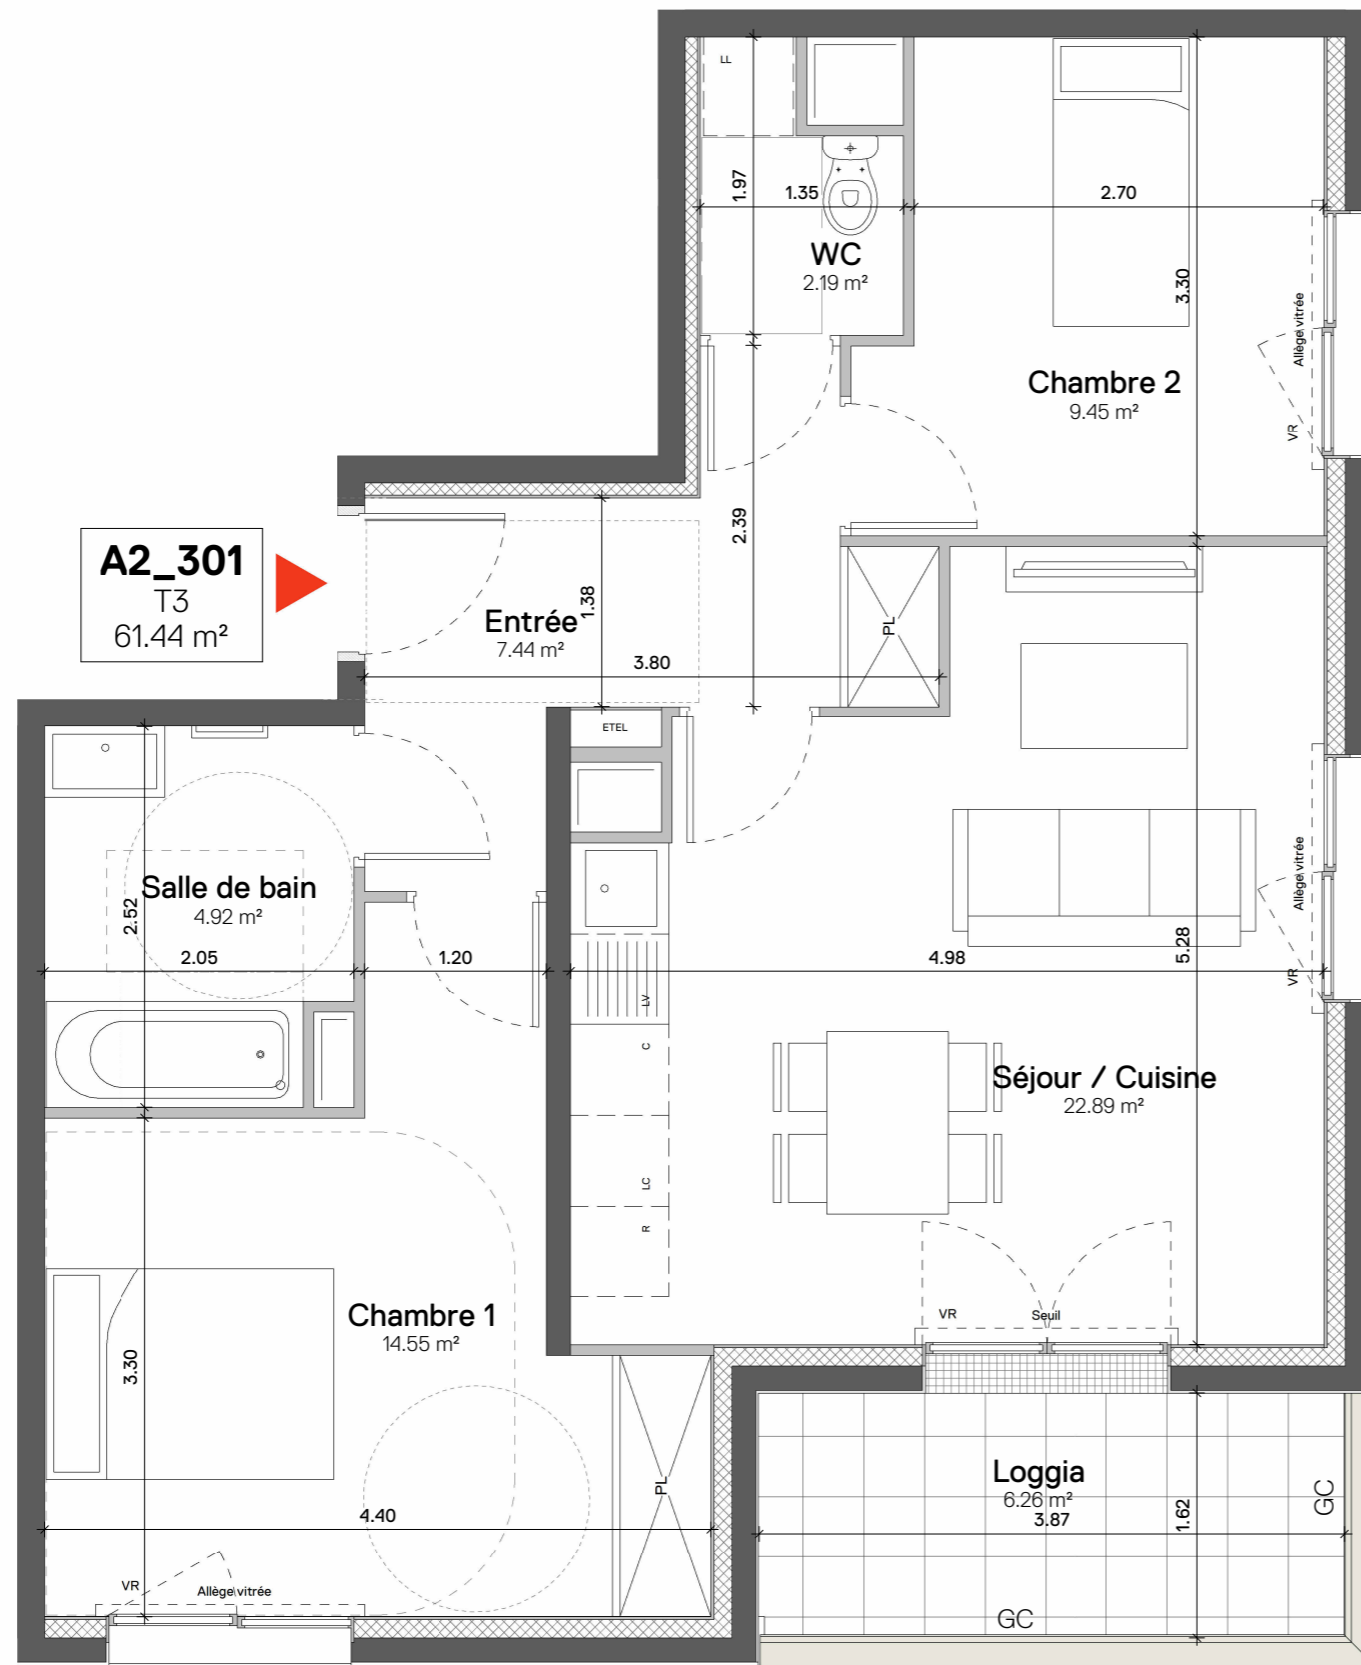 LL
1.97
1.35
2.70
WC
2.19 m²
3.30
Allège vitrée
VR
Chambre 2
9.45 m²
A2_301
T3
61.44 m²
2.39
1.38
Entrée
7.44 m²
3.80
PL
ETEL
Salle de bain
4.92 m²
2.52
2.05
1.20
4.98
5.28
Allège vitrée
VR
LV
C
LC
R
Séjour / Cuisine
22.89 m²
VR
Seuil
Chambre 1
14.55 m²
3.30
4.40
PL
VR
Allège vitrée
Loggia
6.26 m²
3.87
1.62
GC
GC